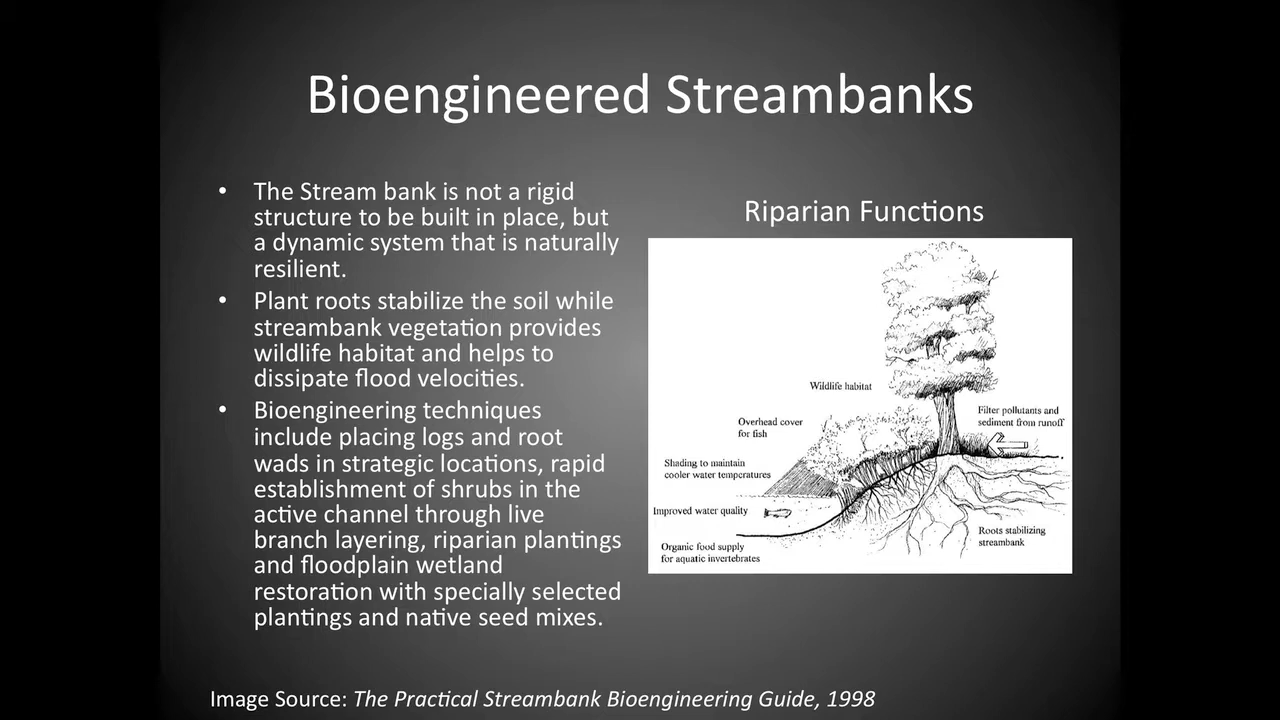 Bioengineered Streambanks
• The Stream bank is not a rigid
structure to be built in place, but
a dynamic system that is naturally
resilient.
• Plant roots stabilize the soil while
streambank vegetation provides
wildlife habitat and helps to
dissipate flood velocities.
• Bioengineering techniques
include placing logs and root
wads in strategic locations, rapid
establishment of shrubs in the
active channel through live
branch layering, riparian plantings
and floodplain wetland
restoration with specially selected
plantings and native seed mixes.
Riparian Functions
Wildlife habitat
Overhead cover
for fish
Filter pollutants and
sediment from runoff
Shading to maintain
cooler water temperatures
Improved water quality
Roots stabilizing
streambank
Organic food supply
for aquatic invertebrates
Image Source: The Practical Streambank Bioengineering Guide, 1998